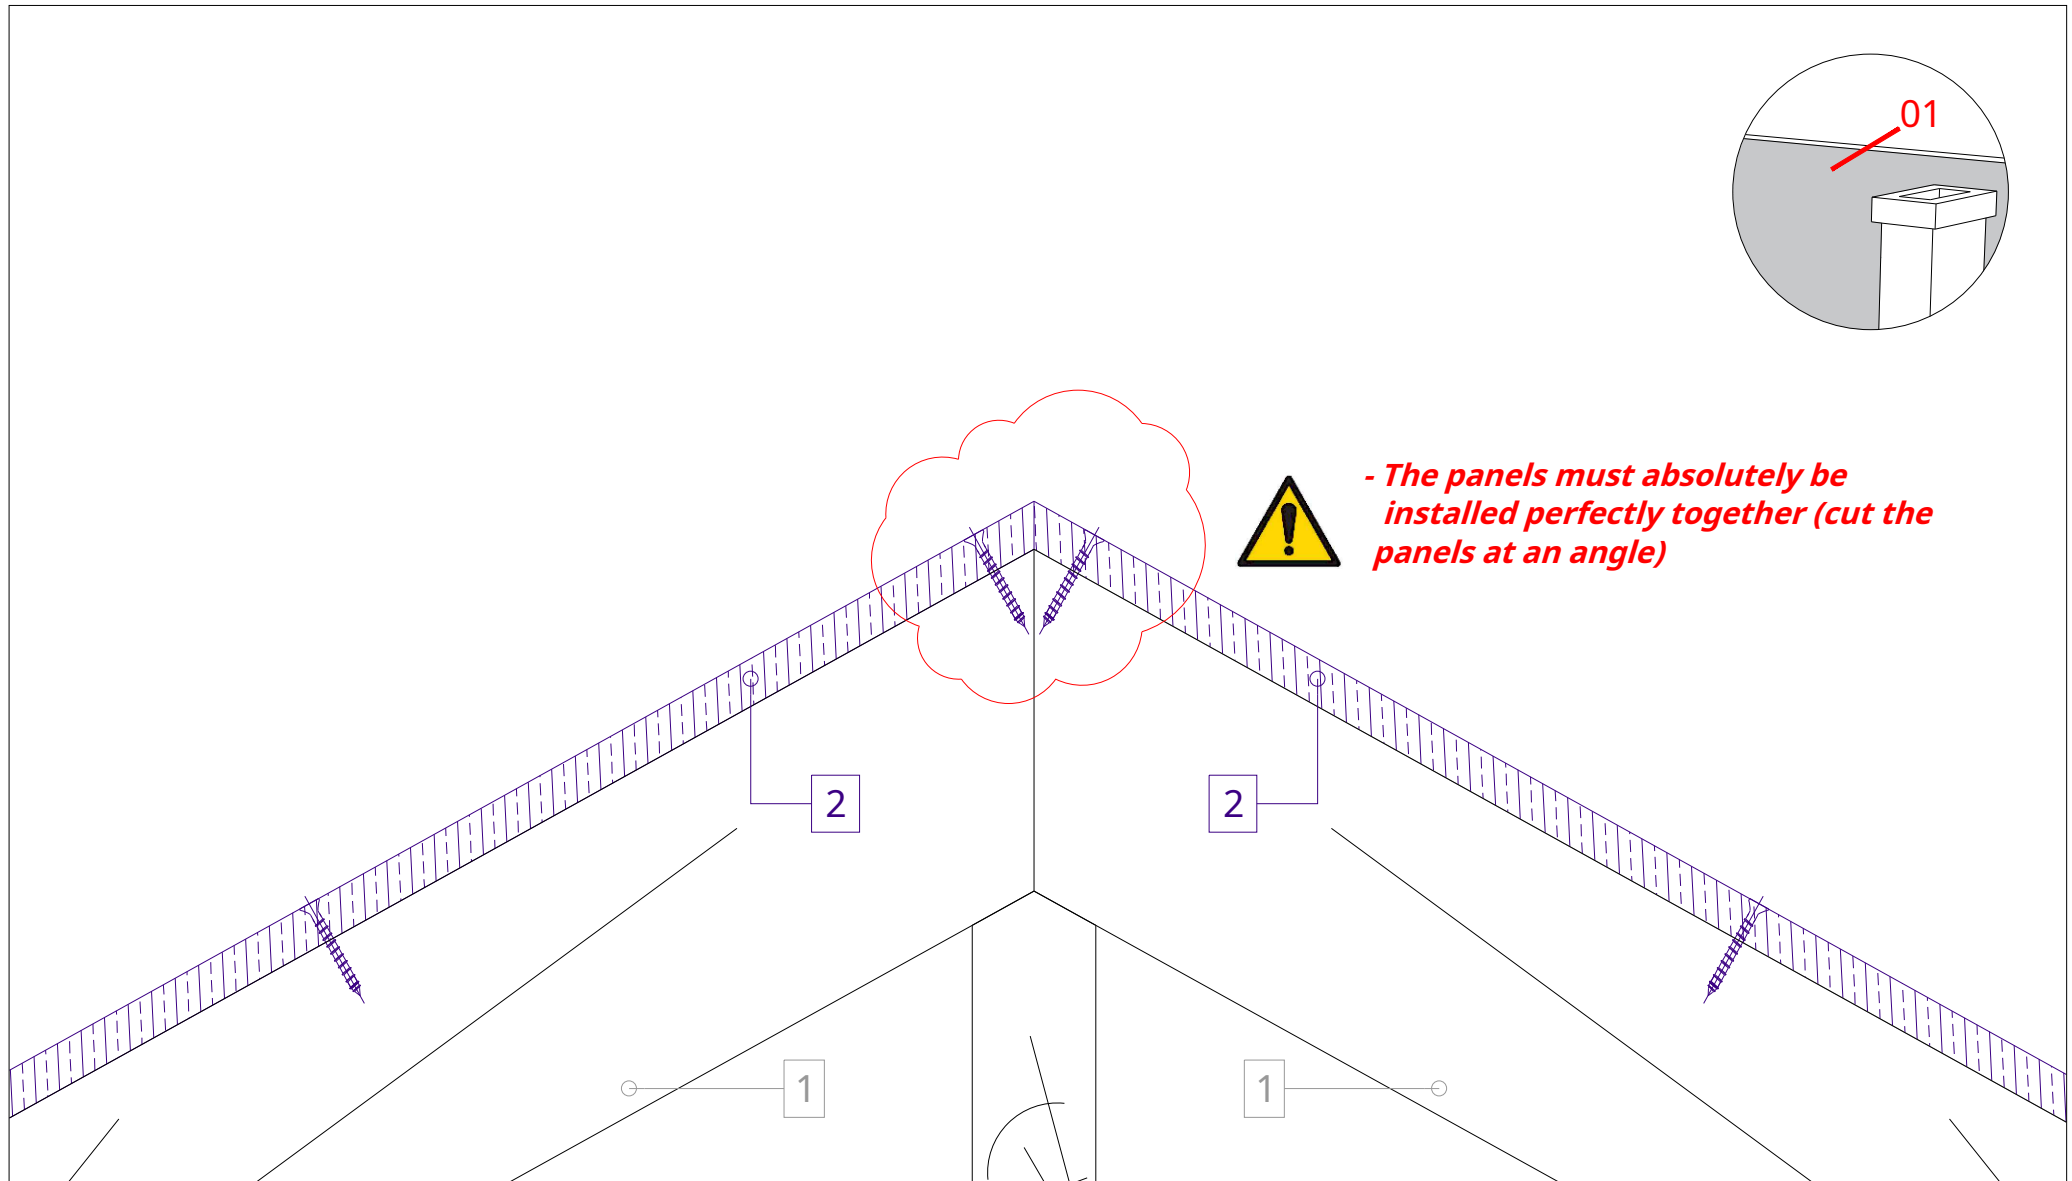 01
- The panels must absolutely be
installed perfectly together (cut the
panels at an angle)
2
2
1
1